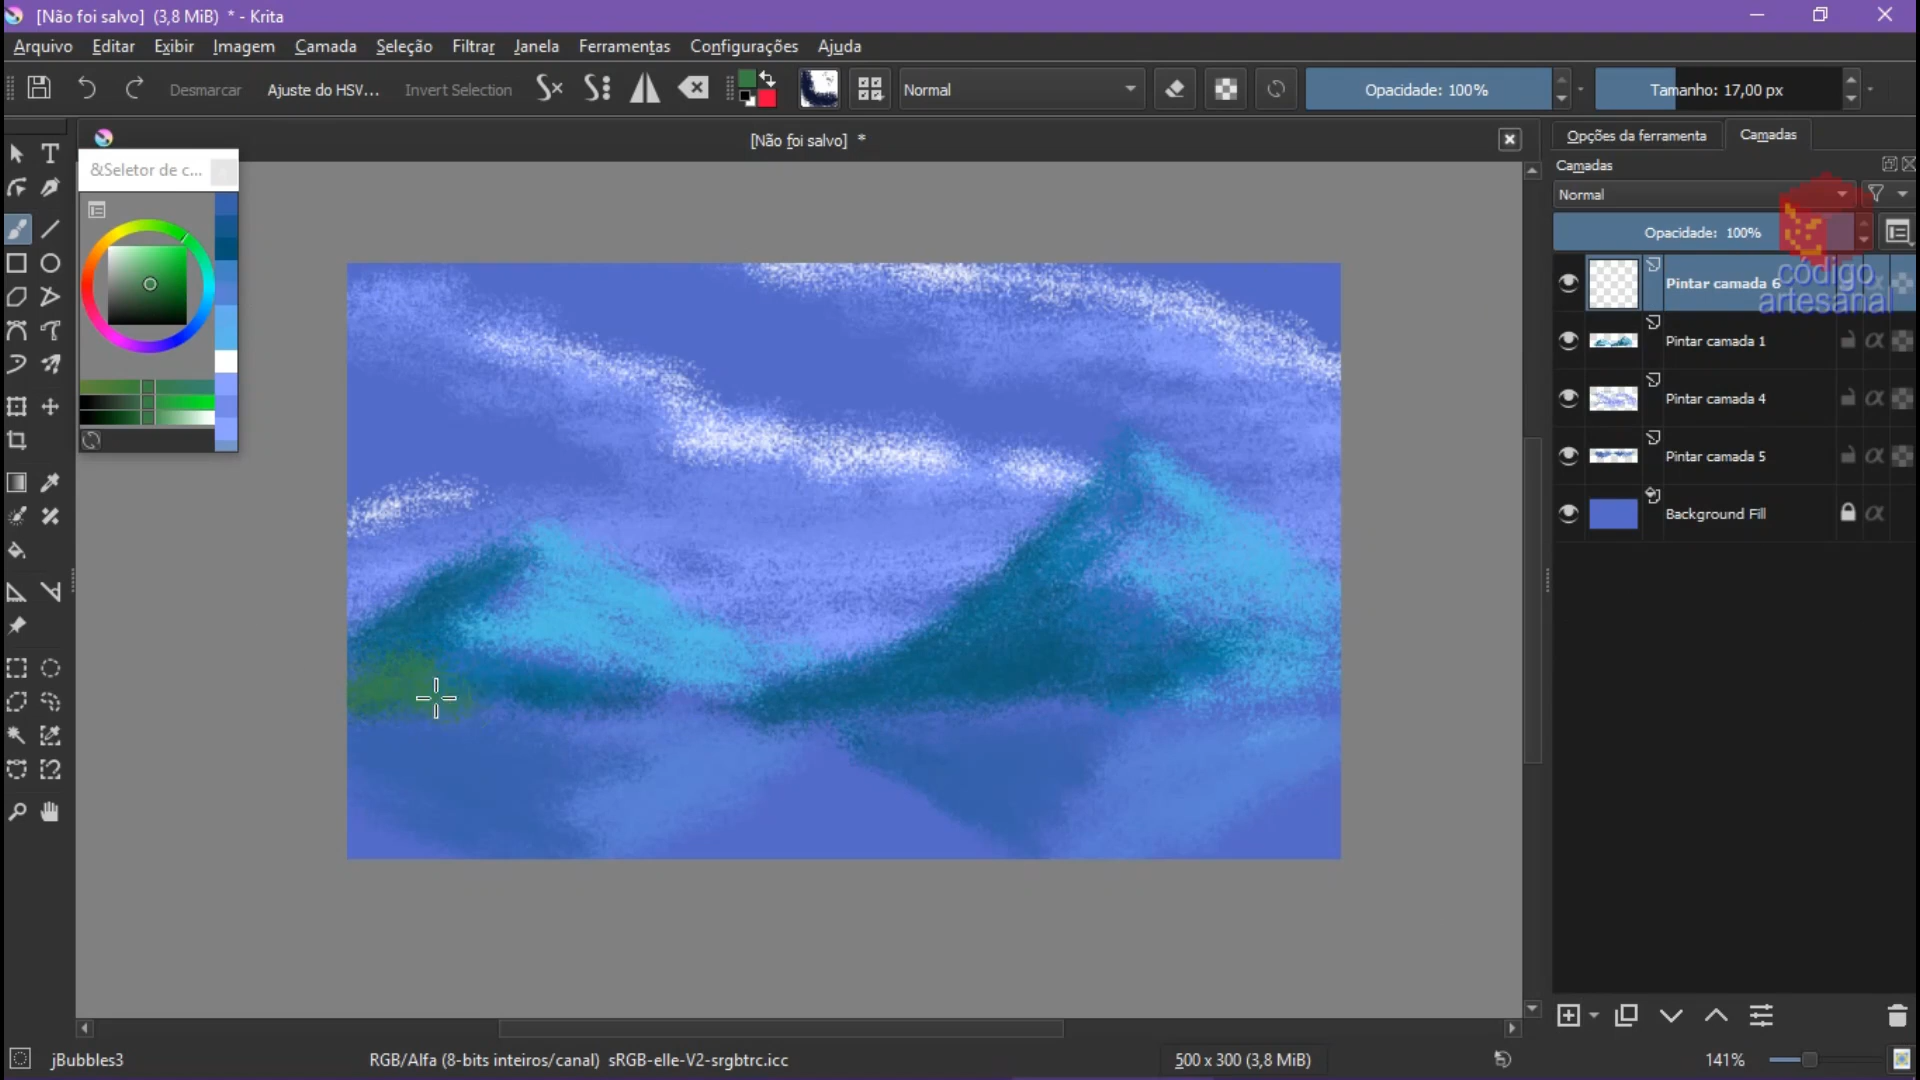 [Não foi salvo]  (3,8 MiB)  * - Krita
Arquivo Editar Exibir Imagem Camada Seleção Filtrar Janela Ferramentas Configurações Ajuda
Desmarcar Ajuste do HSV... Invert Selection Normal Opacidade: 100% Tamanho: 17,00 px
[Não foi salvo]  *
Opções da ferramenta Camadas
&Seletor de c...
Camadas
Normal
Opacidade:  100%
Pintar camada 6
código
artesanal
Pintar camada 1
Pintar camada 4
Pintar camada 5
Background Fill
jBubbles3 RGB/Alfa (8-bits inteiros/canal)  sRGB-elle-V2-srgbtrc.icc 500 x 300 (3,8 MiB) 141%